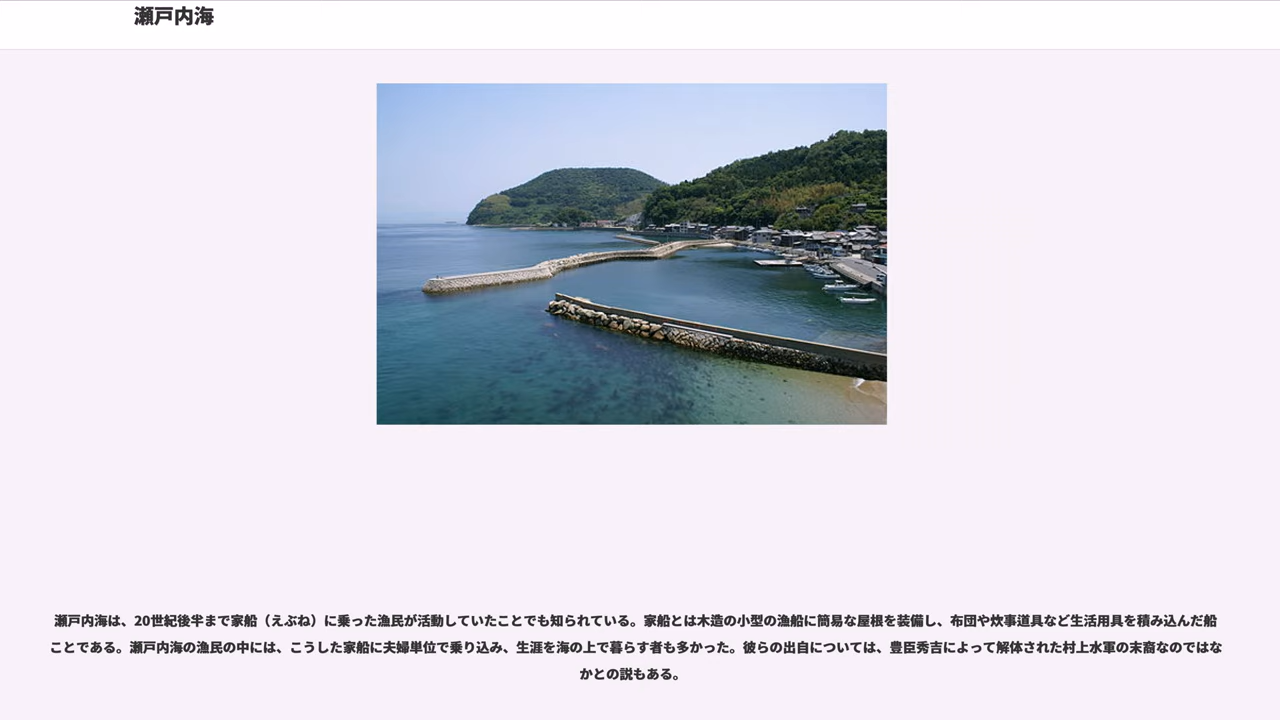 瀬戸内海
瀬戸内海は、20世紀後半まで家船（えぶね）に乗った漁民が活動していたことでも知られている。家船とは木造の小型の漁船に簡易な屋根を装備し、布団や炊事道具など生活用具を積み込んだ船
ことである。瀬戸内海の漁民の中には、こうした家船に夫婦単位で乗り込み、生涯を海の上で暮らす者も多かった。彼らの出自については、豊臣秀吉によって解体された村上水軍の末裔なのではな
かとの説もある。